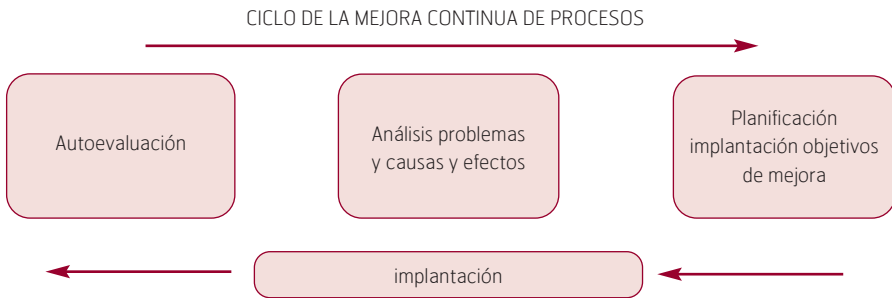 CICLO DE LA MEJORA CONTINUA DE PROCESOS
Autoevaluación
Análisis problemas
y causas y efectos
Planificación
implantación objetivos
de mejora
implantación